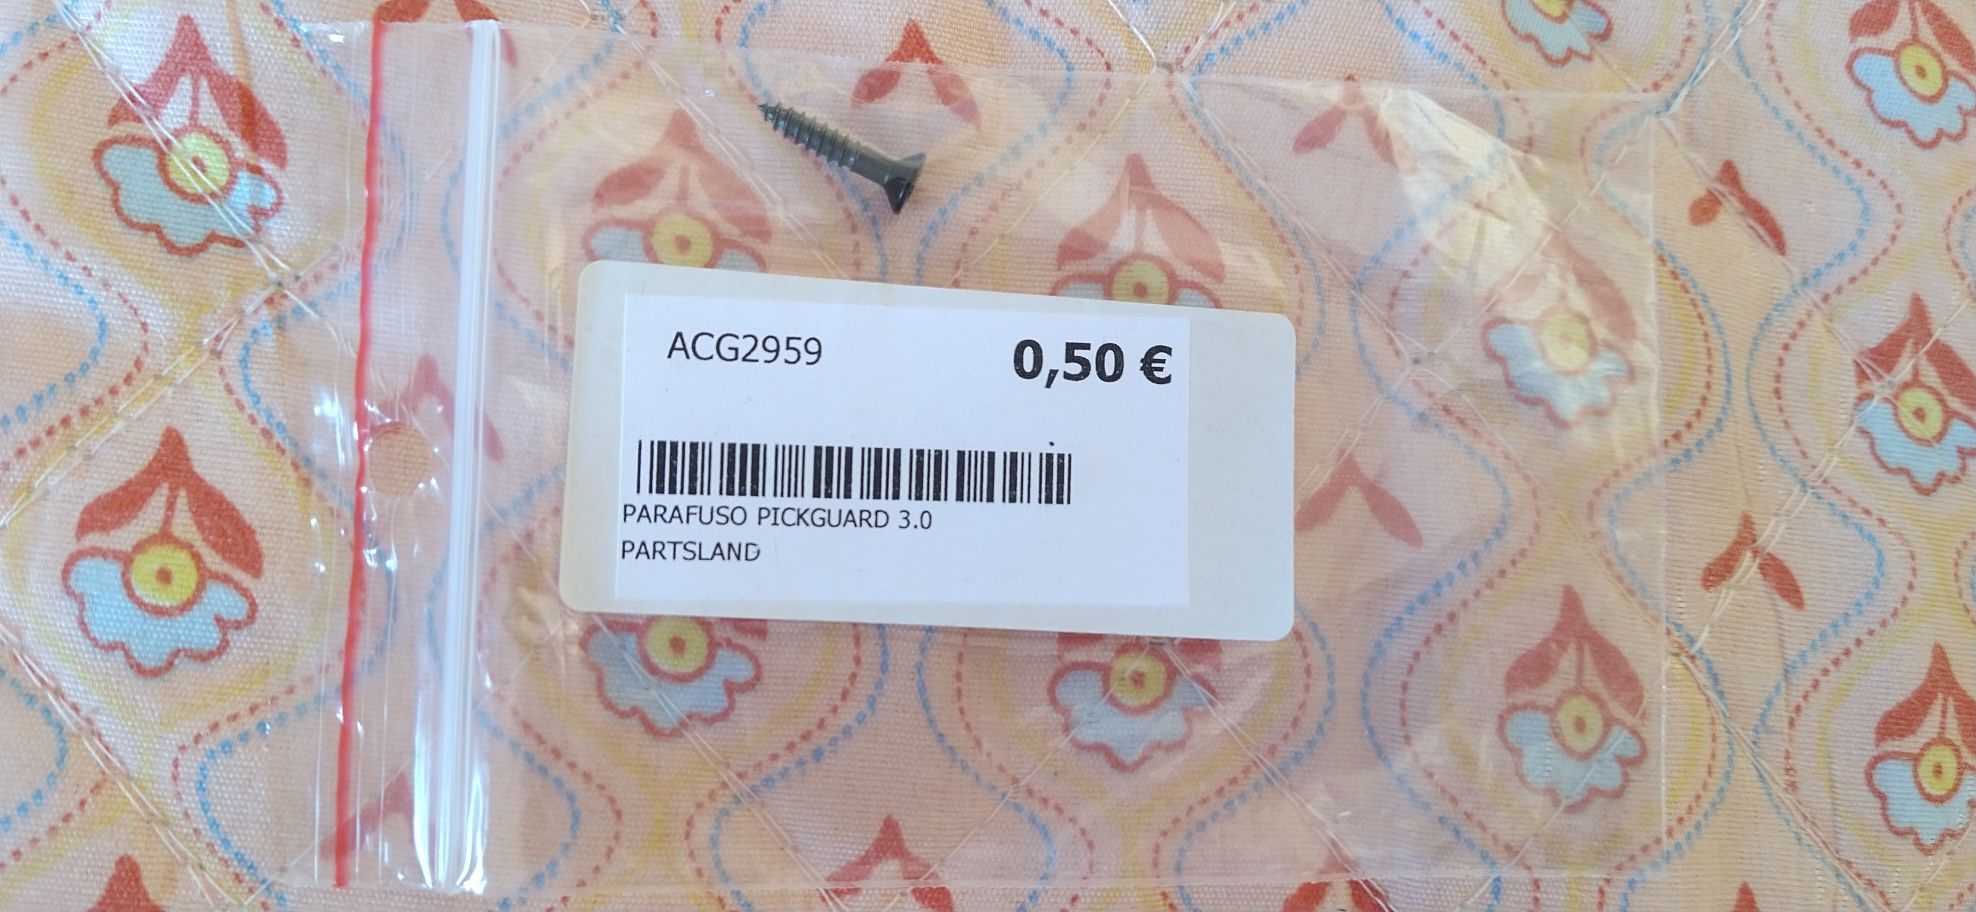 ACG2959 0,50 €
PARAFUSO PICKGUARD 3.0
PARTSLAND